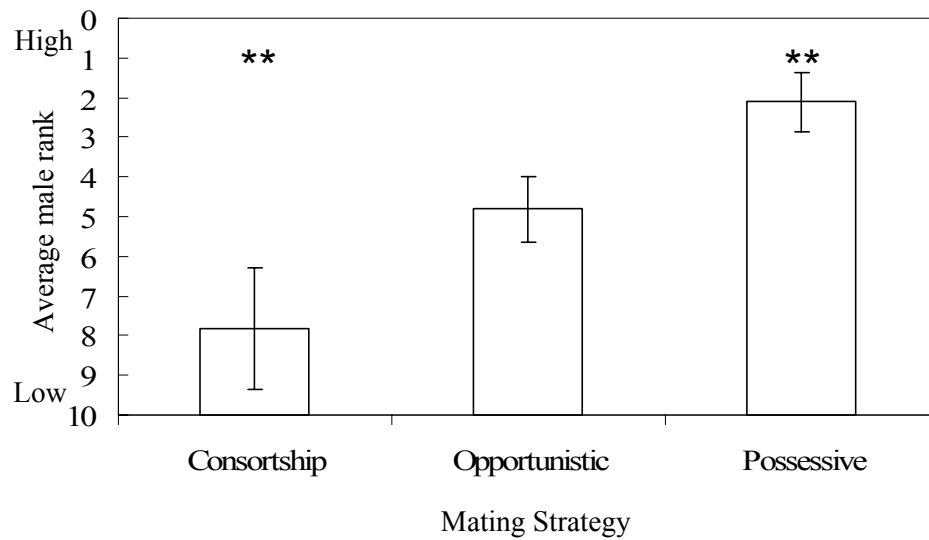 High
Average male rank
Low
0
1
2
3
4
5
6
7
8
9
10
** **
Consortship Opportunistic Possessive
Mating Strategy